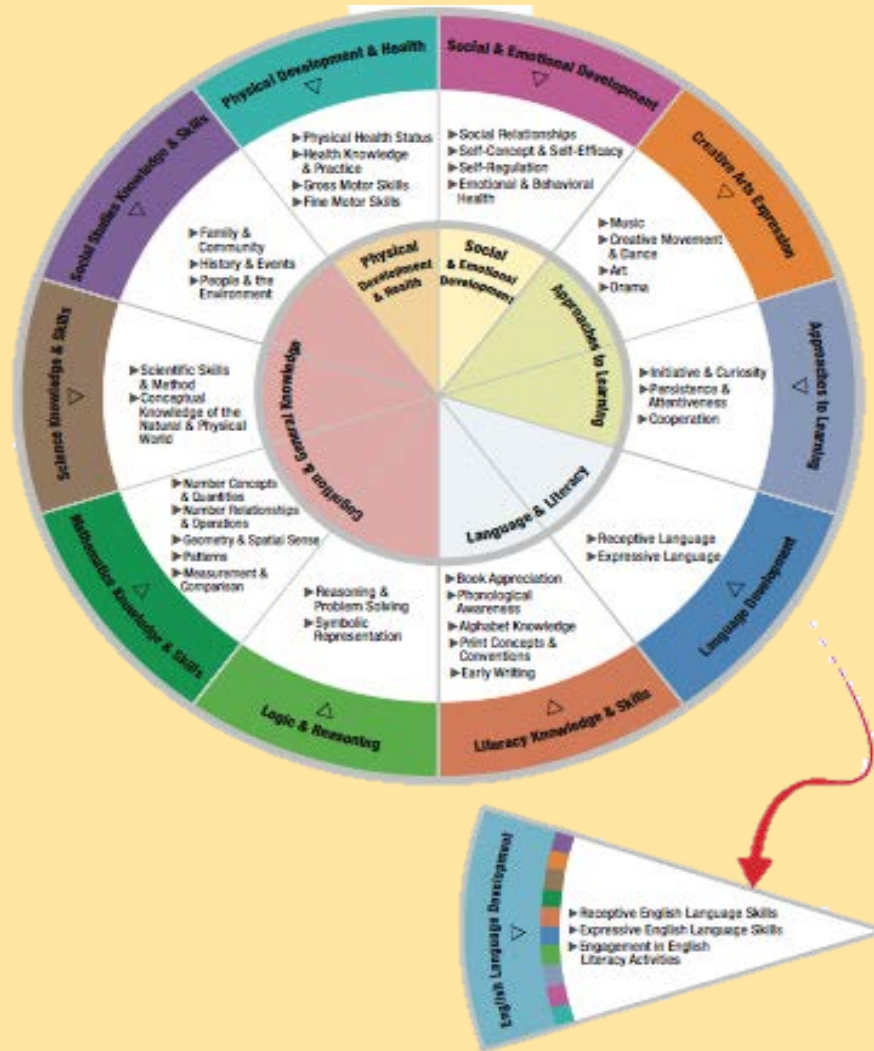 Physical Development & Health
▶Physical Health Status
▶Health Knowledge
& Practice
▶Gross Motor Skills
▶Fine Motor Skills
Social & Emotional Development
▶Social Relationships
▶Self-Concept & Self-Efficacy
▶Self-Regulation
▶Emotional & Behavioral
Health
Creative Arts Expression
▶Music
▶Creative Movement
& Dance
▶Art
▶Drama
Approaches to Learning
▶Initiative & Curiosity
▶Persistence &
Attentiveness
▶Cooperation
Language Development
▶Receptive Language
▶Expressive Language
Literacy Knowledge & Skills
▶Book Appreciation
▶Phonological
Awareness
▶Alphabet Knowledge
▶Print Concepts &
Conventions
▶Early Writing
Logic & Reasoning
▶Reasoning &
Problem Solving
▶Symbolic
Representation
Mathematics Knowledge & Skills
▶Number Concepts
& Quantities
▶Number Relationships
& Operations
▶Geometry & Spatial Sense
▶Patterns
▶Measurement &
Comparison
Science Knowledge & Skills
▶Scientific Skills
& Method
▶Conceptual
Knowledge of the
Natural & Physical
World
Social Studies Knowledge & Skills
▶Family &
Community
▶History & Events
▶People & the
Environment
Physical
Development
& Health
Social
& Emotional
Development
Approaches to Learning
Language & Literacy
Cognition & General Knowledge
English Language Development
▶Receptive English Language Skills
▶Expressive English Language Skills
▶Engagement in English
Literacy Activities